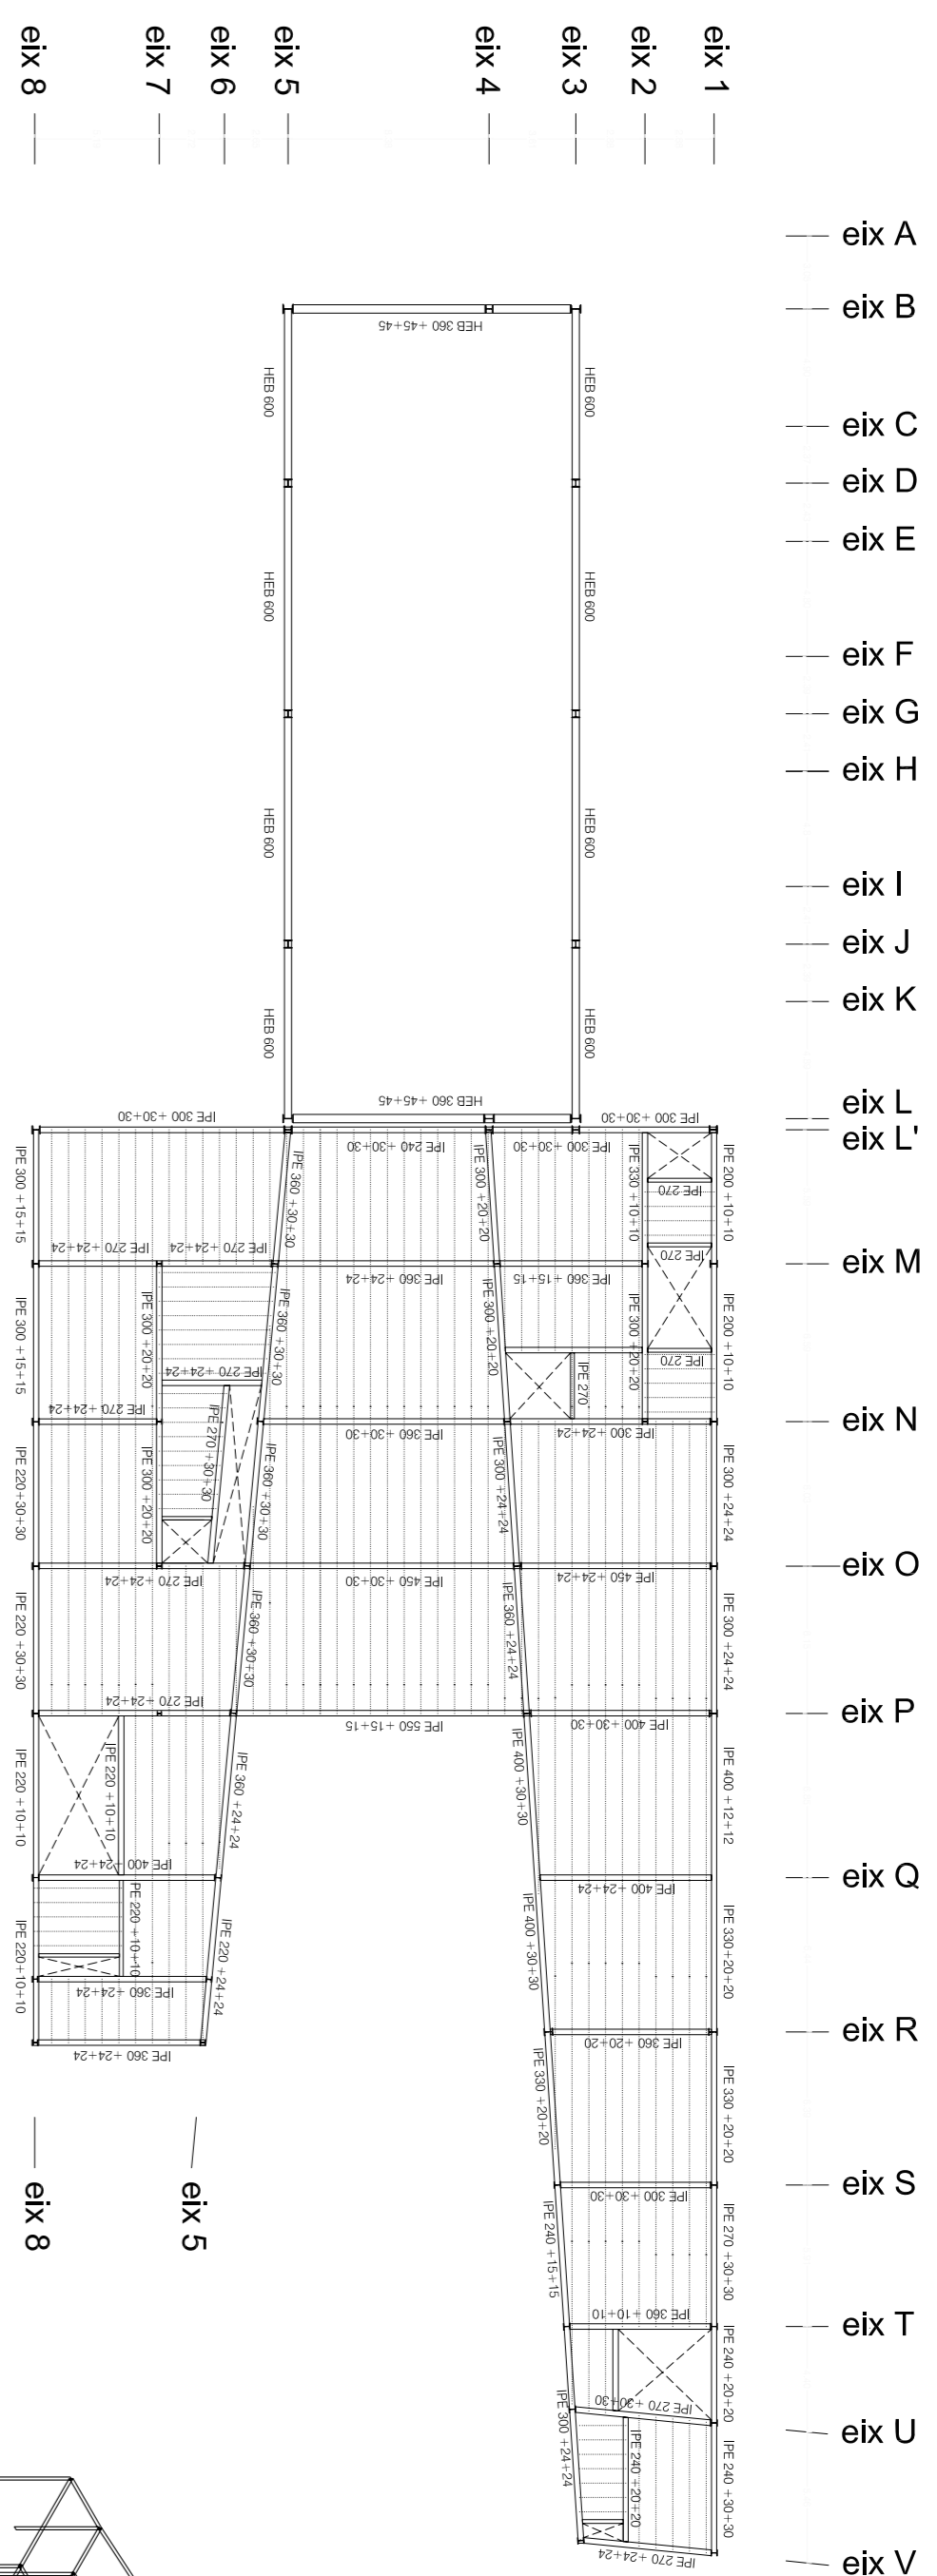 eix 8
eix 7
eix 6
eix 5
eix 4
eix 3
eix 2
eix 1
eix A
eix B
HEB 360 +45+45
HEB 600
HEB 600
eix C
eix D
eix E
HEB 600
HEB 600
eix F
eix G
eix H
HEB 600
HEB 600
eix I
eix J
eix K
HEB 600
HEB 600
HEB 360 +45+45
eix L
eix L'
IPE 300 +30+30
IPE 300 +30+30
IPE 240 +30+30
IPE 300 +30+30
IPE 300 +15+15
IPE 360 +30+30
IPE 300 +20+20
IPE 330 +10+10
IPE 270
IPE 200 +10+10
IPE 270 +24+24
IPE 270 +24+24
IPE 270
eix M
IPE 360 +24+24
IPE 360 +15+15
IPE 300 +15+15
IPE 300 +20+20
IPE 360 +30+30
IPE 300 +20+20
IPE 300 +20+20
IPE 200 +10+10
IPE 270 +24+24
IPE 270
IPE 270
IPE 270 +24+24
eix N
IPE 360 +30+30
IPE 300 +24+24
IPE 220+30+30
IPE 300 +20+20
IPE 270 +30+30
IPE 360 +30+30
IPE 300 +24+24
IPE 300 +24+24
eix O
IPE 270 +24+24
IPE 450 +30+30
IPE 450 +24+24
IPE 220 +30+30
IPE 360 +30+30
IPE 360 +24+24
IPE 300 +24+24
IPE 270 +24+24
eix P
IPE 550 +15+15
IPE 400 +30+30
IPE 220 +10+10
IPE 220 +10+10
IPE 360 +24+24
IPE 400 +30+30
IPE 400 +12+12
IPE 400 +24+24
eix Q
IPE 400 +24+24
IPE 220+10+10
PE 220 +10+10
IPE 220 +24+24
IPE 400 +30+30
IPE 330+20+20
IPE 360 +24+24
eix R
IPE 360 +20+20
IPE 360 +24+24
IPE 330 +20+20
IPE 330 +20+20
eix 8
eix 5
eix S
IPE 300 +30+30
IPE 240 +15+15
IPE 270 +30+30
IPE 360 +10+10
eix T
IPE 240 +20+20
IPE 270 +30+30
eix U
IPE 300 +24+24
IPE 240 +20+20
IPE 240 +30+30
IPE 270 +24+24
eix V